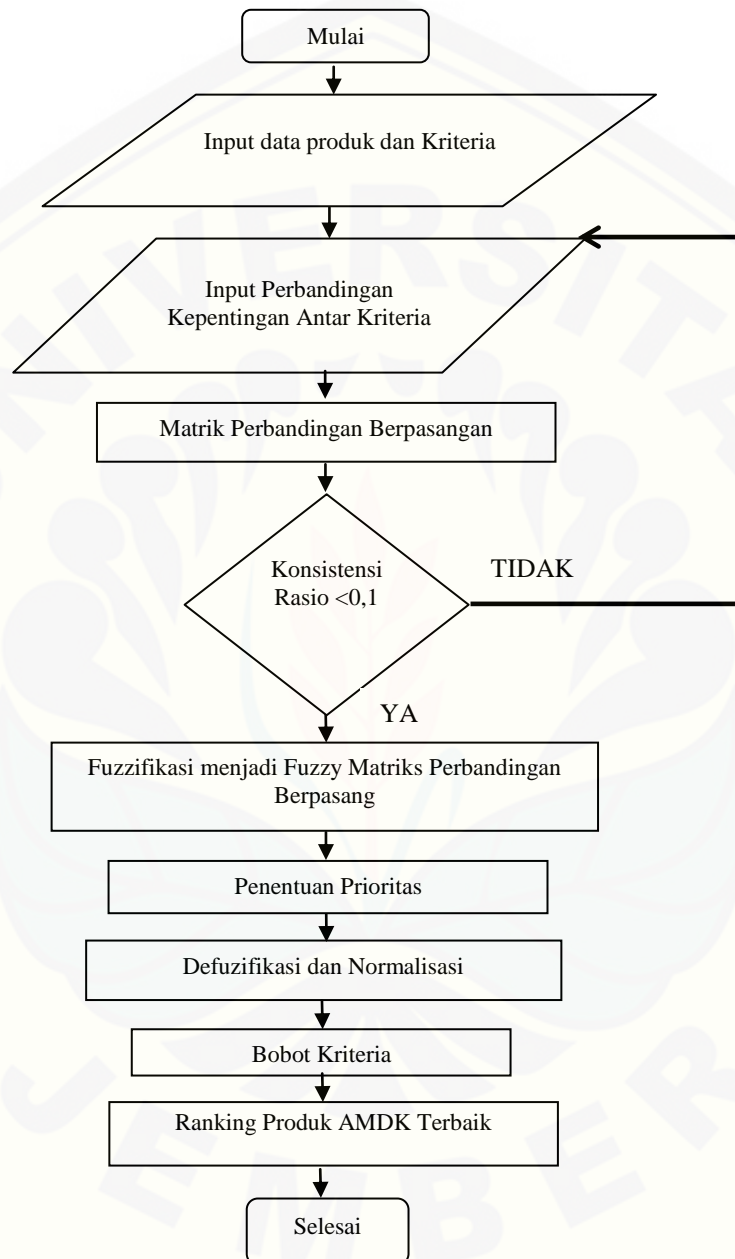 Mulai
Input data produk dan Kriteria
Input Perbandingan
Kepentingan Antar Kriteria
Matrik Perbandingan Berpasangan
Konsistensi
Rasio <0,1
TIDAK
YA
Fuzzifikasi menjadi Fuzzy Matriks Perbandingan
Berpasang
Penentuan Prioritas
Defuzifikasi dan Normalisasi
Bobot Kriteria
Ranking Produk AMDK Terbaik
Selesai
UNIVERSITA
JEMBER